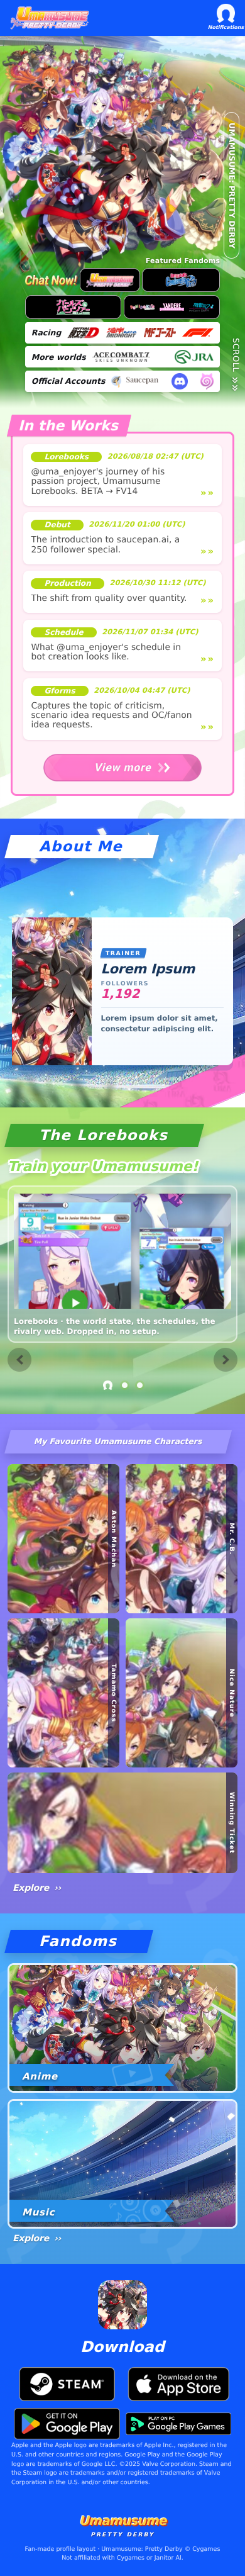 Umamusume
PRETTY DERBY
Notifications
UMAMUSUME: PRETTY DERBY
Featured Fandoms
Chat Now!
Racing
MFゴースト
F1
More worlds
ACE COMBAT 7
SKIES UNKNOWN
JRA
Official Accounts
Saucepan
SCROLL
In the Works
Lorebooks 2026/08/18 02:47 (UTC)
@uma_enjoyer's journey of his
passion project, Umamusume
Lorebooks. BETA → FV14
Debut 2026/11/20 01:00 (UTC)
The introduction to saucepan.ai, a
250 follower special.
Production 2026/10/30 11:12 (UTC)
The shift from quality over quantity.
Schedule 2026/11/07 01:34 (UTC)
What @uma_enjoyer's schedule in
bot creation looks like.
Gforms 2026/10/04 04:47 (UTC)
Captures the topic of criticism,
scenario idea requests and OC/fanon
idea requests.
View more
About Me
TRAINER
Lorem Ipsum
FOLLOWERS
1,192
Lorem ipsum dolor sit amet,
consectetur adipiscing elit.
The Lorebooks
Train your Umamusume!
Lorebooks - the world state, the schedules, the
rivalry web. Dropped in, no setup.
My Favourite Umamusume Characters
Aston Machan
Mr. C.B.
Tamamo Cross
Nice Nature
Winning Ticket
Explore ››
Fandoms
Anime
Music
Explore ››
Download
STEAM
Download on the
App Store
GET IT ON
Google Play
PLAY ON PC
Google Play Games
Apple and the Apple logo are trademarks of Apple Inc., registered in the
U.S. and other countries and regions. Google Play and the Google Play
logo are trademarks of Google LLC. ©2025 Valve Corporation. Steam and
the Steam logo are trademarks and/or registered trademarks of Valve
Corporation in the U.S. and/or other countries.
Umamusume
PRETTY DERBY
Fan-made profile layout · Umamusume: Pretty Derby © Cygames
Not affiliated with Cygames or Janitor AI.